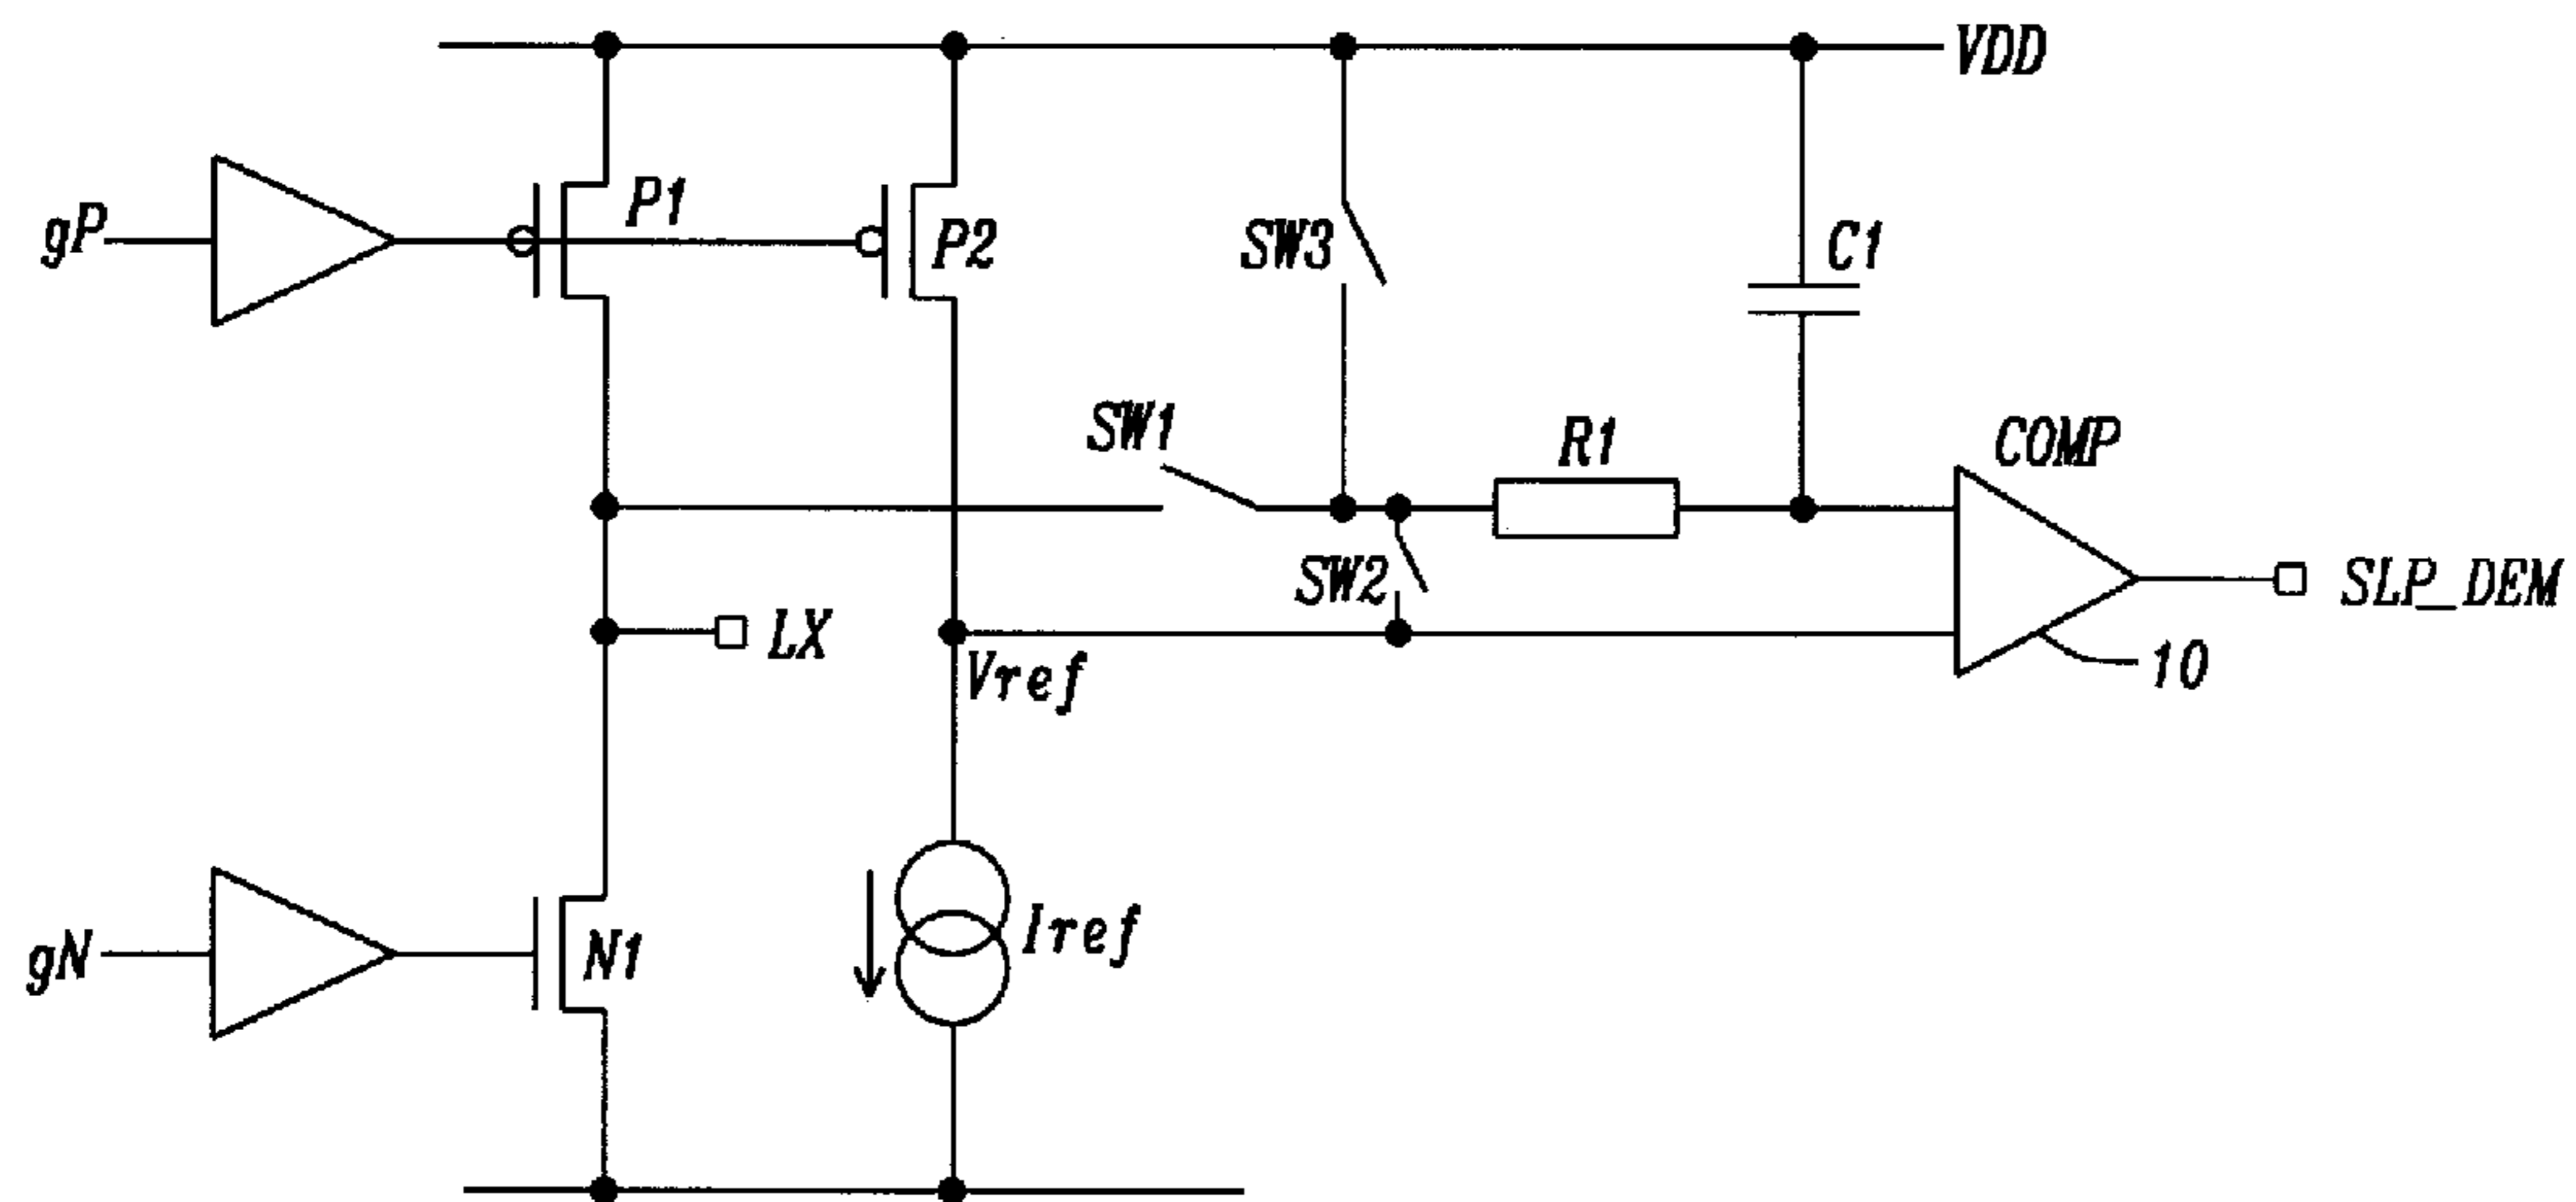 VDD
gP
P1
P2
SW3
C1
SW1
R1
COMP
SW2
SLP_DEM
LX
Vref
10
gN
N1
Iref